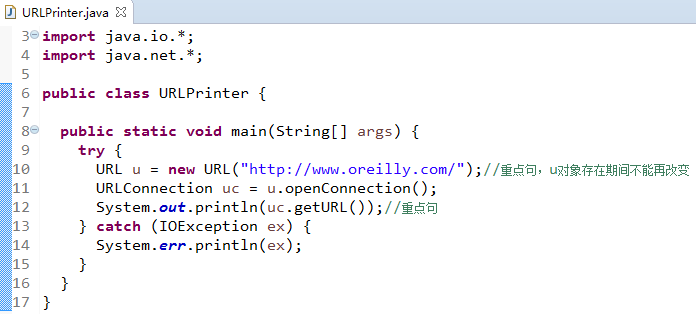 URLPrinter.java
3 import java.io.*;
4 import java.net.*;
5
6 public class URLPrinter {
7
8 public static void main(String[] args) {
9 try {
10 URL u = new URL("http://www.oreilly.com/");//重点句，u对象存在期间不能再改变
11 URLConnection uc = u.openConnection();
12 System.out.println(uc.getURL());//重点句
13 } catch (IOException ex) {
14 System.err.println(ex);
15 }
16 }
17 }